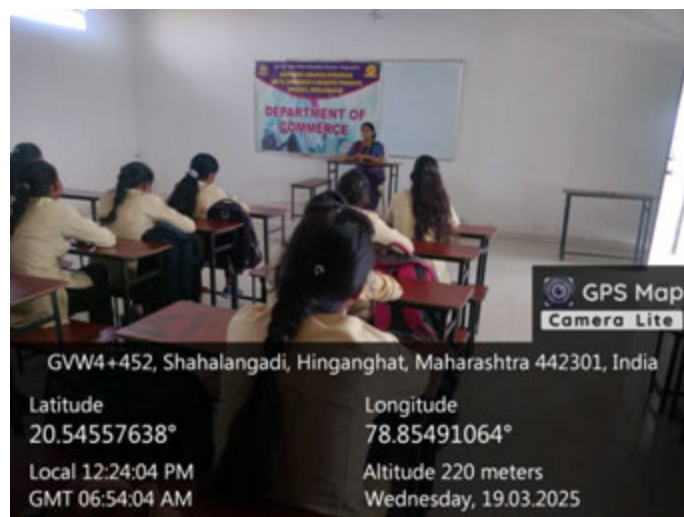 DEPARTMENT OF
COMMERCE
GPS Map
Camera Lite
GVW4+452, Shahalangadi, Hinganghat, Maharashtra 442301, India
Latitude
20.54557638°
Longitude
78.85491064°
Local 12:24:04 PM
GMT 06:54:04 AM
Altitude 220 meters
Wednesday, 19.03.2025